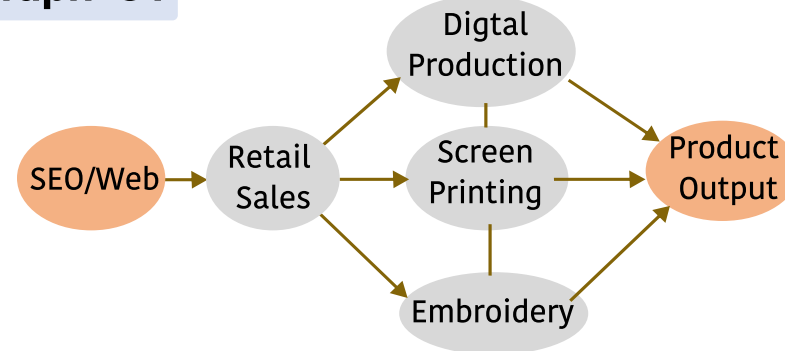 Digtal
Production
SEO/Web
Retail
Sales
Screen
Printing
Product
Output
Embroidery